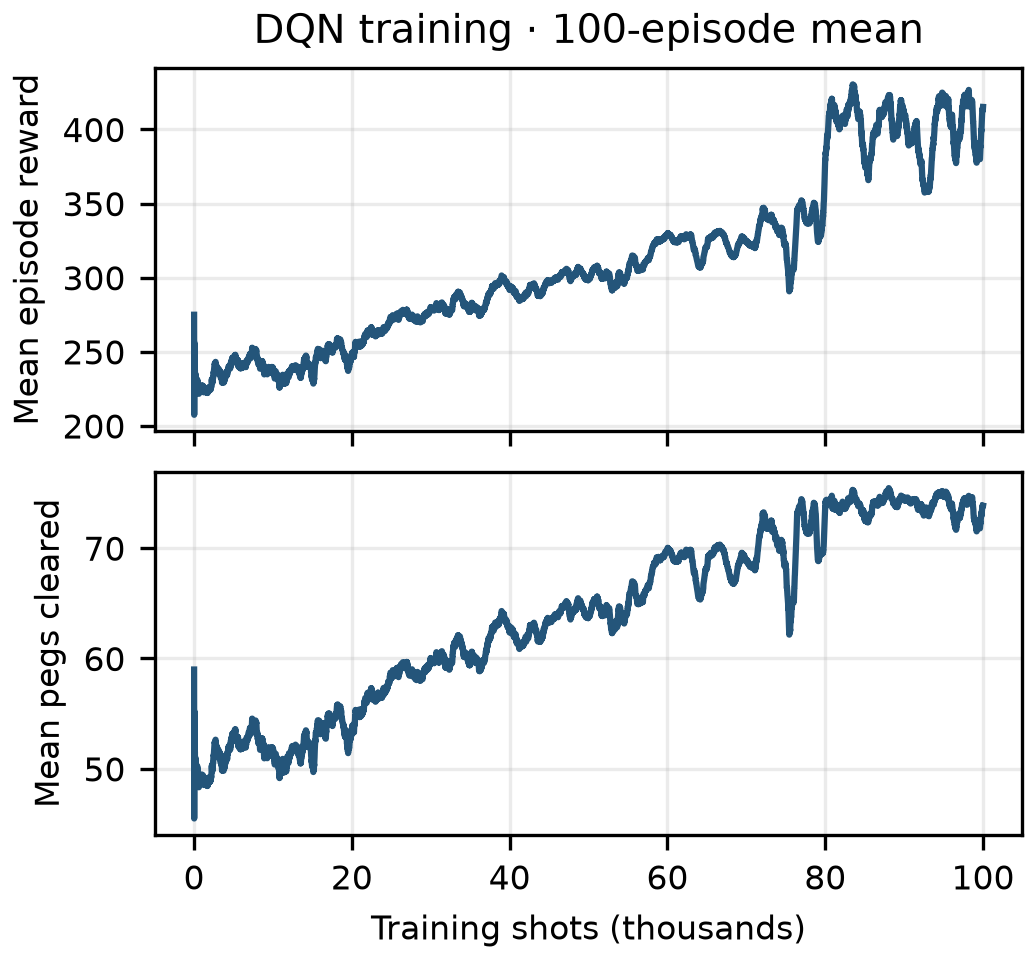 DQN training · 100-episode mean
Mean episode reward
400
350
300
250
200
Mean pegs cleared
70
60
50
0 20 40 60 80 100
Training shots (thousands)